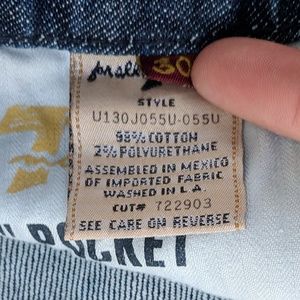 30
STYLE
U130J055U-055U
98% COTTON
2% POLYURETHANE
ASSEMBLED IN MEXICO
OF IMPORTED FABRIC
WASHED IN L.A.
CUT# 722903
SEE CARE ON REVERSE
POCKET